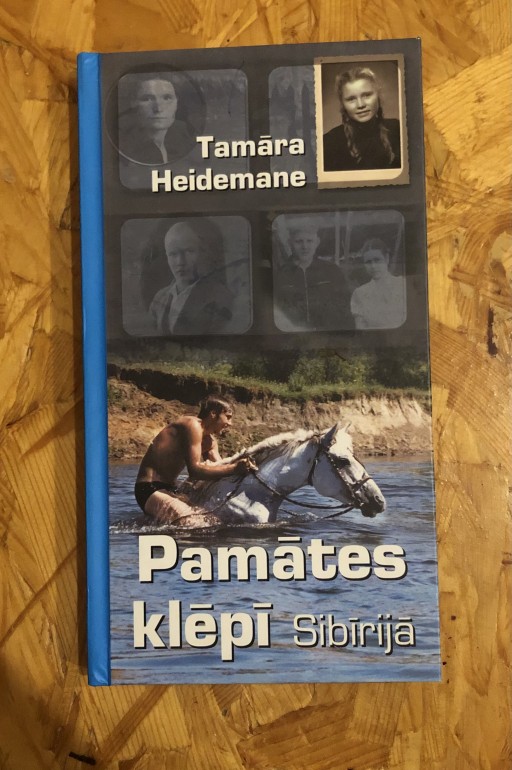 Tamāra
Heidemane
Pamātes
klēpī Sibīrijā